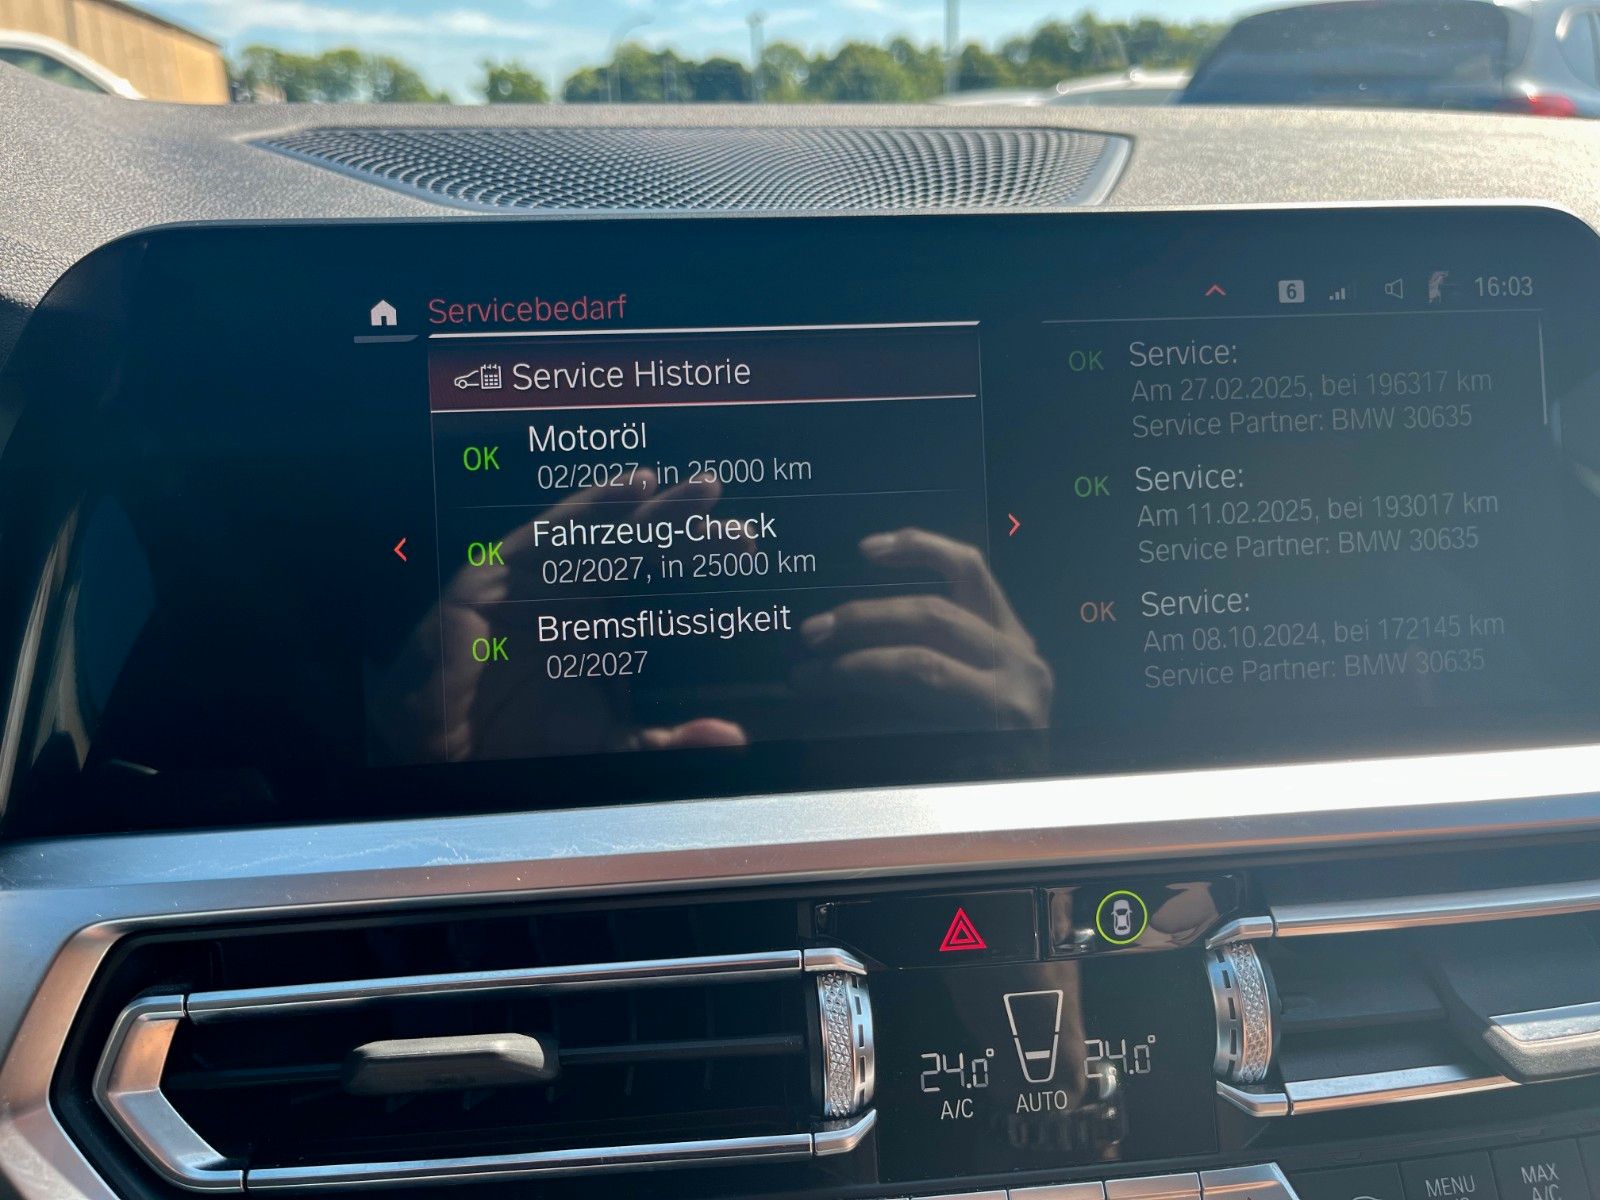 Servicebedarf
6
16:03
Service Historie
OK
Motoröl
02/2027, in 25000 km
OK
Fahrzeug-Check
02/2027, in 25000 km
OK
Bremsflüssigkeit
02/2027
OK
Service:
Am 27.02.2025, bei 196317 km
Service Partner: BMW 30635
OK
Service:
Am 11.02.2025, bei 193017 km
Service Partner: BMW 30635
OK
Service:
Am 08.10.2024, bei 172145 km
Service Partner: BMW 30635
24.0°
A/C
AUTO
24.0°
MENU
MAX
A/C